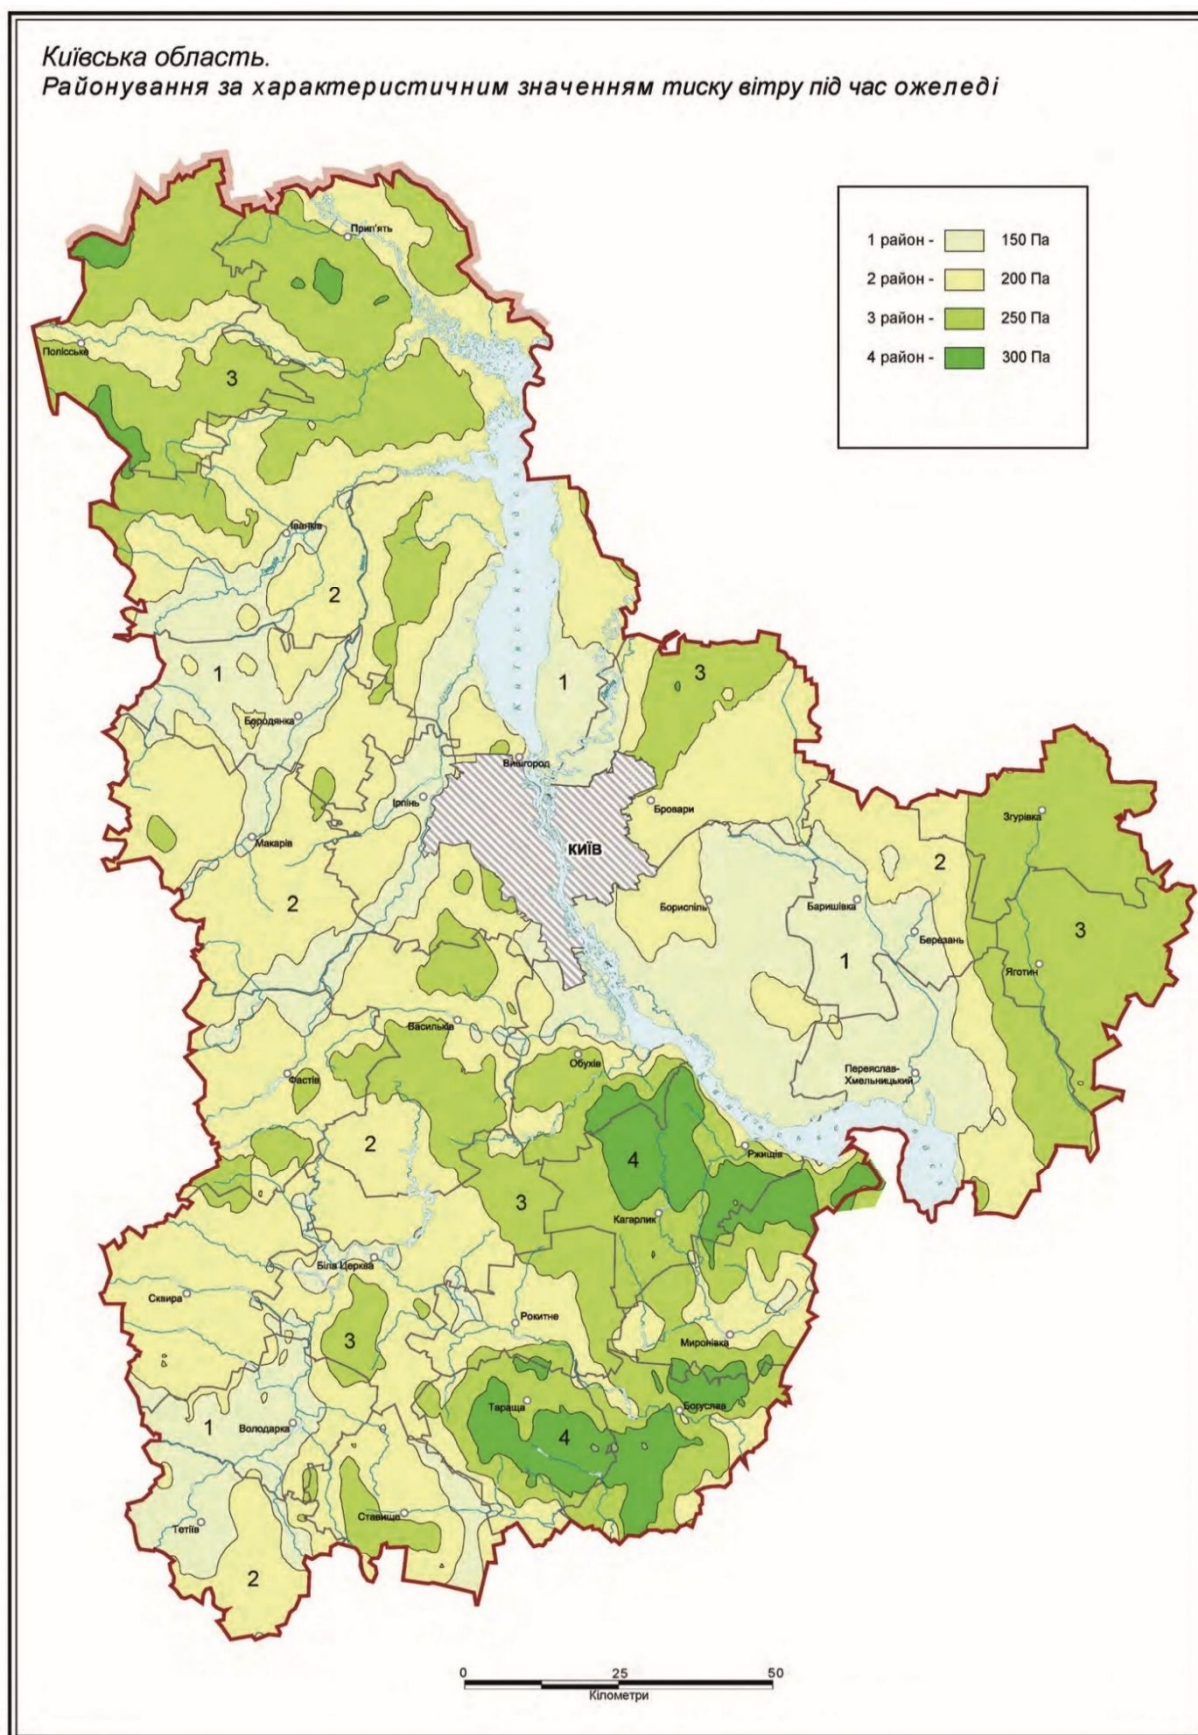 Київська область.
Районування за характеристичним значенням тиску вітру під час ожеледі
1 район - 150 Па
2 район - 200 Па
3 район - 250 Па
4 район - 300 Па
Прип'ять
Поліське
3
Іванків
2
1
1
3
Бородянка
Вишгород
Ірпінь
Бровари
Згурівка
Макарів
КИЇВ
2
2
Бориспіль
Баришівка
Березань
3
1
Яготин
Васильків
Обухів
Фастів
Переяслав-
Хмельницький
2
4
Ржищів
3
Кагарлик
Біла Церква
Сквира
Рокитне
3
Миронівка
Тараща
Богуслав
1
Володарка
4
Ставище
Тетіїв
2
0 25 50
Кілометри